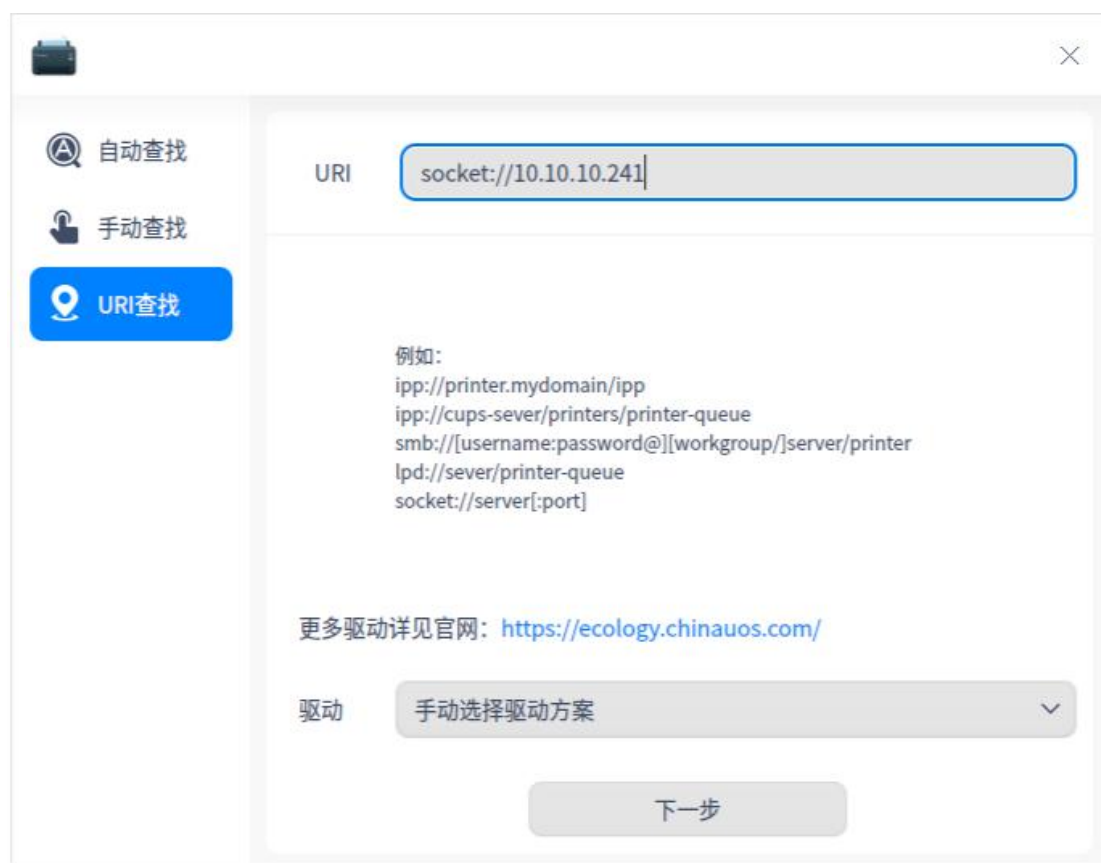 自动查找
手动查找
URI查找
URI socket://10.10.10.241
例如：
ipp://printer.mydomain/ipp
ipp://cups-sever/printers/printer-queue
smb://[username:password@][workgroup/]server/printer
lpd://sever/printer-queue
socket://server[:port]
更多驱动详见官网：https://ecology.chinauos.com/
驱动 手动选择驱动方案
下一步